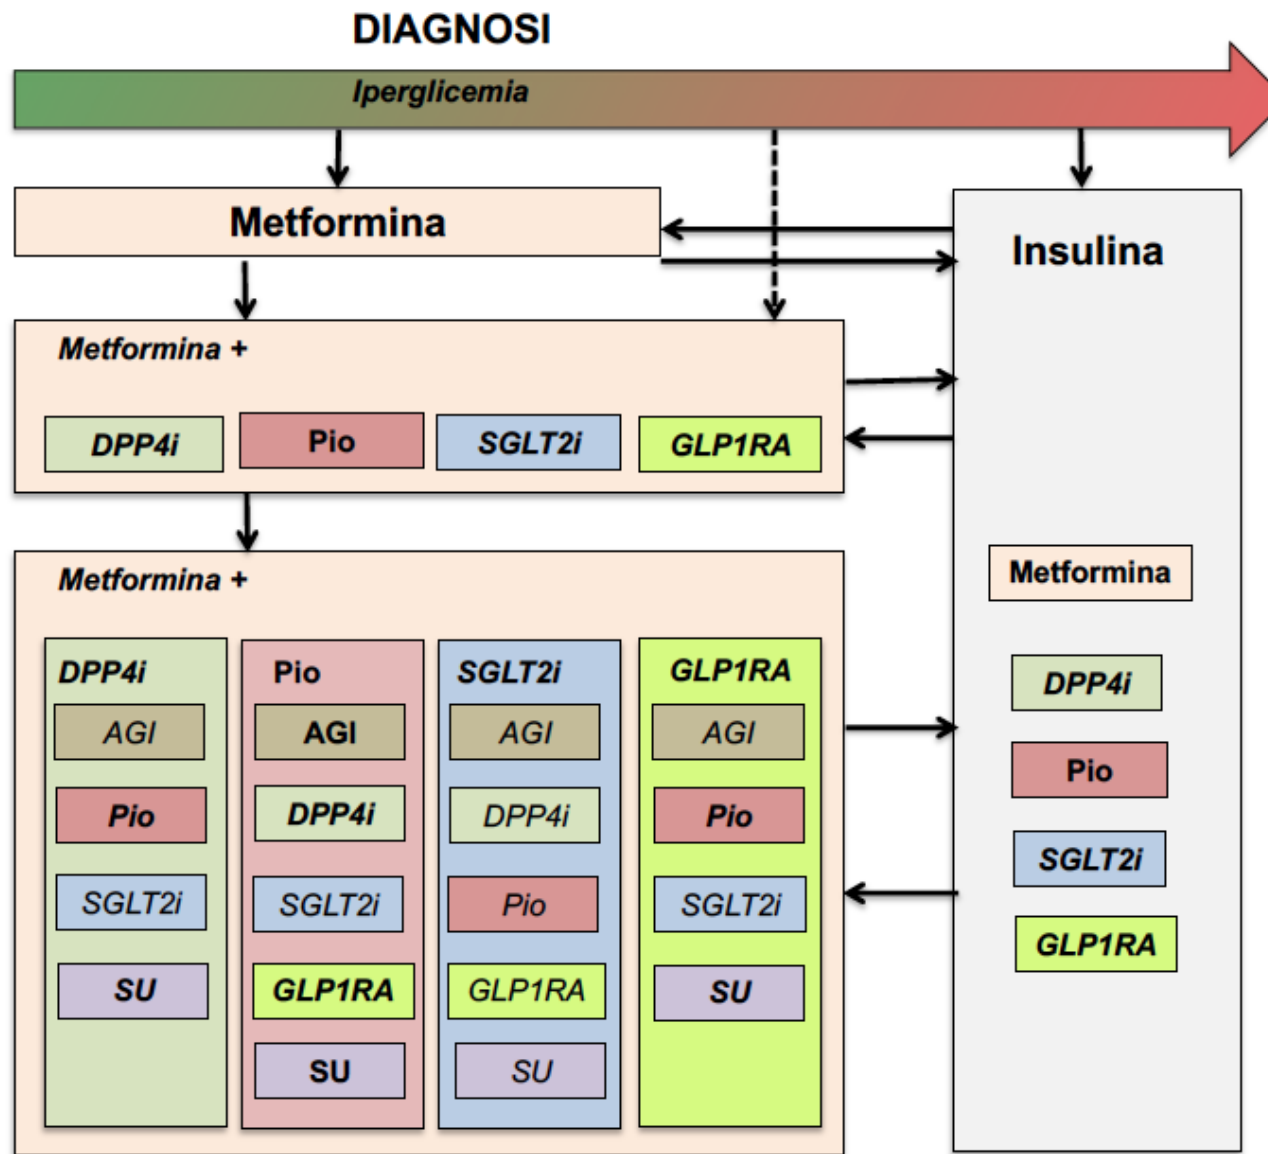 DIAGNOSI
Iperglicemia
Metformina
Insulina
Metformina +
DPP4i
Pio
SGLT2i
GLP1RA
Metformina +
DPP4i
AGI
Pio
SGLT2i
SU
Pio
AGI
DPP4i
SGLT2i
GLP1RA
SU
SGLT2i
AGI
DPP4i
Pio
GLP1RA
SU
GLP1RA
AGI
Pio
SGLT2i
SU
Metformina
DPP4i
Pio
SGLT2i
GLP1RA